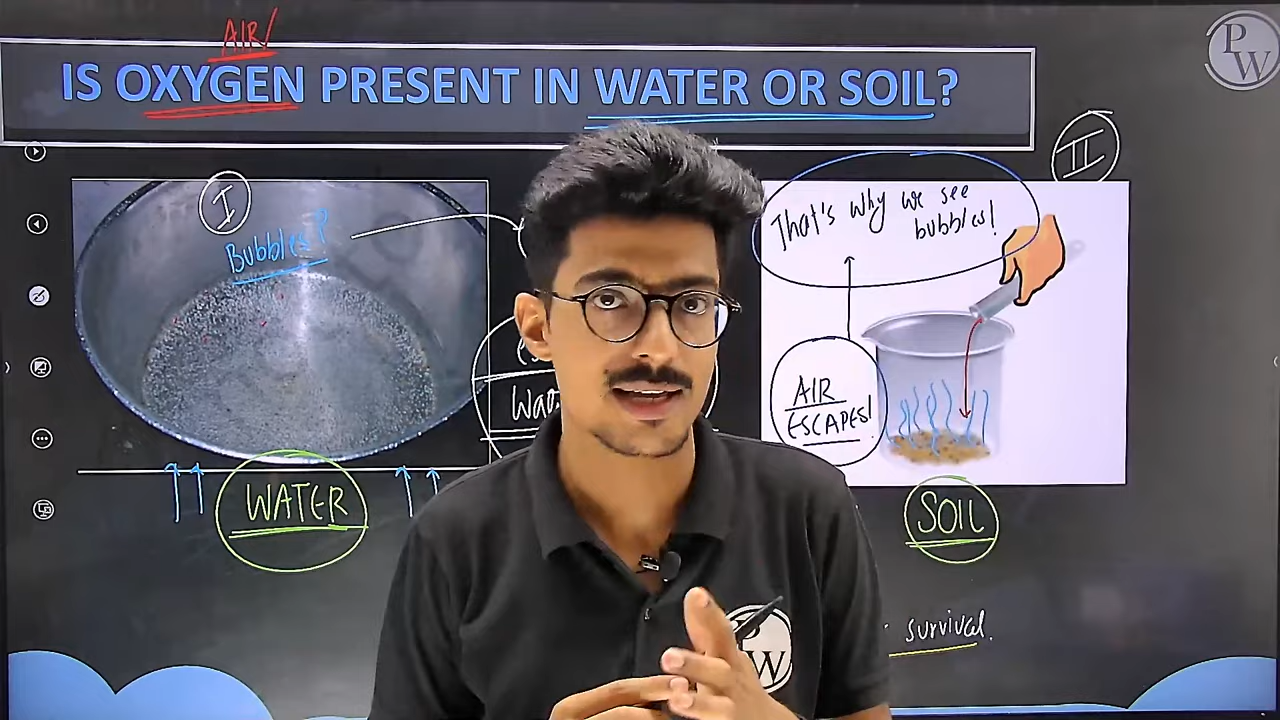 AIR/
IS OXYGEN PRESENT IN WATER OR SOIL?
PW
I
Bubbles?
II
That's why we see
bubbles!
AIR
ESCAPES!
WATER
SOIL
survival.
W